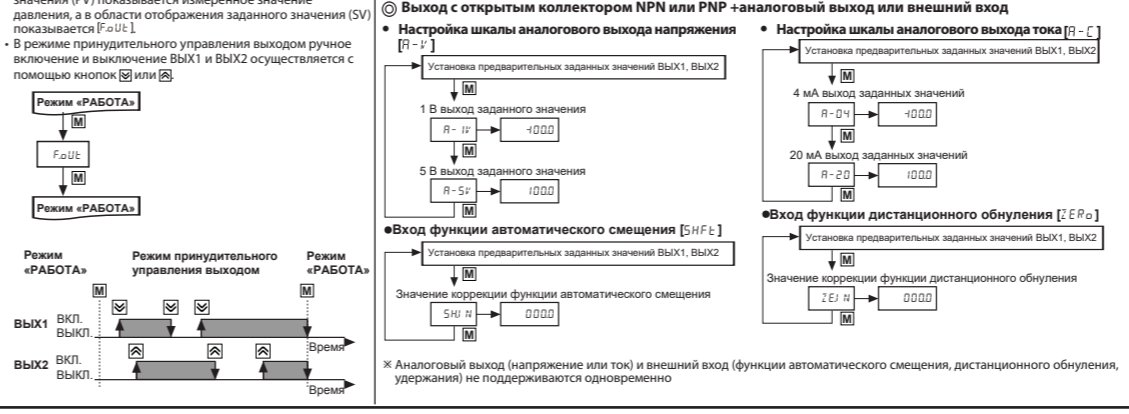 значения (PV) показывается измеренное значение
давления, а в области отображения заданного значения (SV)
показывается [F.oUt].
• В режиме принудительного управления выходом ручное
включение и выключение ВЫХ1 и ВЫХ2 осуществляется с
помощью кнопок или
Режим «РАБОТА»
M
F.oUt
M
Режим «РАБОТА»
Режим «РАБОТА»
Режим принудительного управления выходом
Режим «РАБОТА»
M
M
ВЫХ1 ВКЛ.
ВЫКЛ.
Время
ВЫХ2 ВКЛ.
ВЫКЛ.
Время
◎ Выход с открытым коллектором NPN или PNP +аналоговый выход или внешний вход
• Настройка шкалы аналогового выхода напряжения
[A-V]
Установка предварительных заданных значений ВЫХ1, ВЫХ2
M
1 В выход заданного значения
A-1V
-100.0
M
5 В выход заданного значения
A-5V
100.0
M
• Настройка шкалы аналогового выхода тока [A-C]
Установка предварительных заданных значений ВЫХ1, ВЫХ2
M
4 мА выход заданных значений
A-04
-100.0
M
20 мА выход заданных значений
A-20
100.0
M
●Вход функции автоматического смещения [SHFt]
Установка предварительных заданных значений ВЫХ1, ВЫХ2
M
Значение коррекции функции автоматического смещения
SH.IN
000.0
M
●Вход функции дистанционного обнуления [ZERo]
Установка предварительных заданных значений ВЫХ1, ВЫХ2
M
Значение коррекции функции дистанционного обнуления
ZE.IN
000.0
M
※ Аналоговый выход (напряжение или ток) и внешний вход (функции автоматического смещения, дистанционного обнуления,
удержания) не поддерживаются одновременно